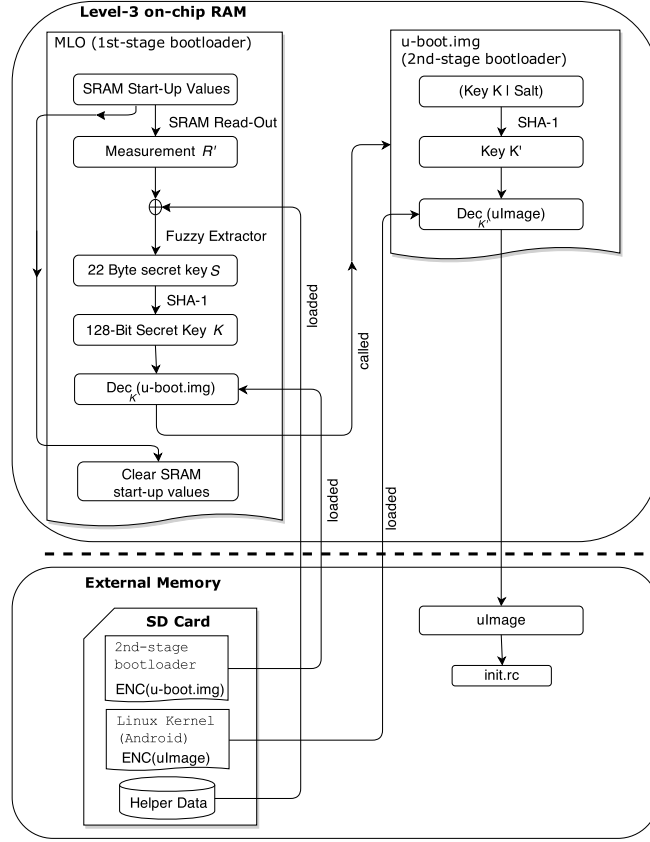 Level-3 on-chip RAM
MLO (1st-stage bootloader)
SRAM Start-Up Values
SRAM Read-Out
Measurement R'
Fuzzy Extractor
22 Byte secret key S
SHA-1
128-Bit Secret Key K
Dec K (u-boot.img)
Clear SRAM
start-up values
u-boot.img
(2nd-stage bootloader)
(Key K | Salt)
SHA-1
Key K'
Dec K' (uImage)
loaded
called
loaded
loaded
External Memory
SD Card
2nd-stage
bootloader
ENC(u-boot.img)
Linux Kernel
(Android)
ENC(uImage)
Helper Data
uImage
init.rc